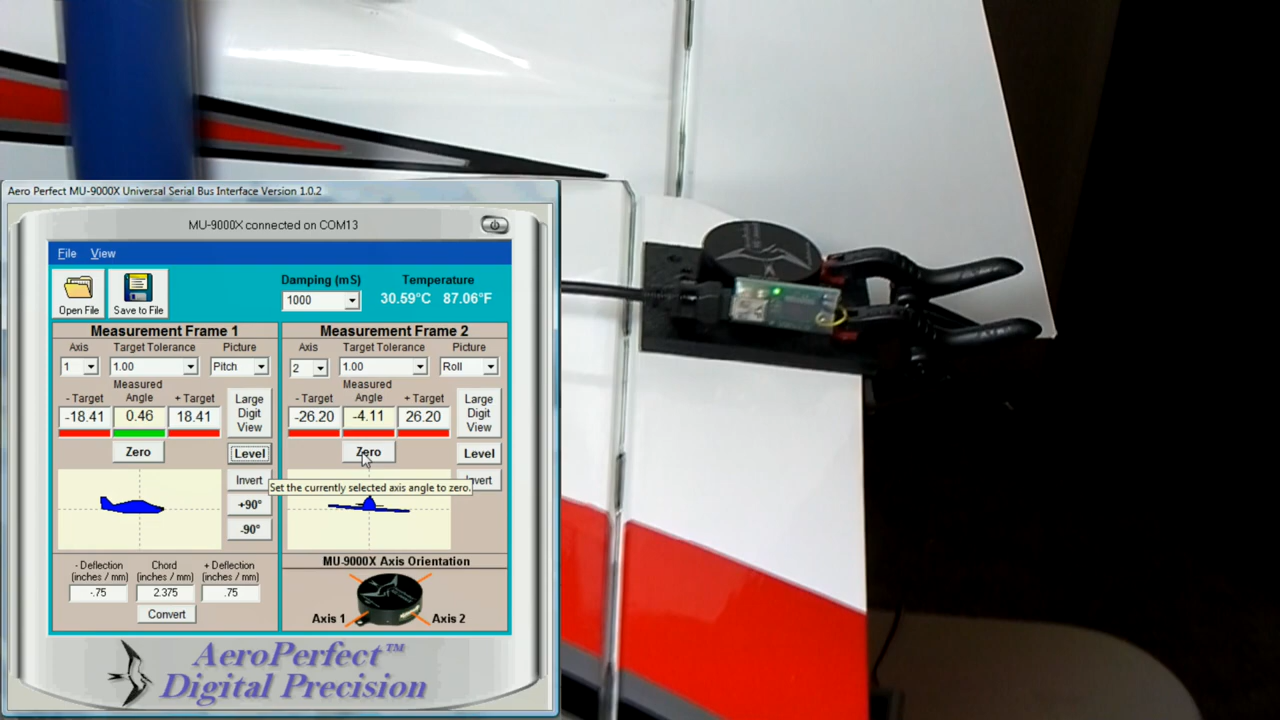 Aero Perfect MU-9000X Universal Serial Bus Interface Version 1.0.2
MU-9000X connected on COM13
File View
Open File Save to File
Damping (mS)
1000
Temperature
30.59°C 87.06°F
Measurement Frame 1
Axis Target Tolerance Picture
1 1.00 Pitch
Measured
- Target Angle + Target
-18.41 0.46 18.41
Large
Digit
View
Zero
Level
Invert
+90°
-90°
- Deflection Chord + Deflection
(inches / mm) (inches / mm) (inches / mm)
-.75 2.375 .75
Convert
Measurement Frame 2
Axis Target Tolerance Picture
2 1.00 Roll
Measured
- Target Angle + Target
-26.20 -4.11 26.20
Large
Digit
View
Zero
Level
Set the currently selected axis angle to zero.
MU-9000X Axis Orientation
Axis 1 Axis 2
AeroPerfect™
Digital Precision